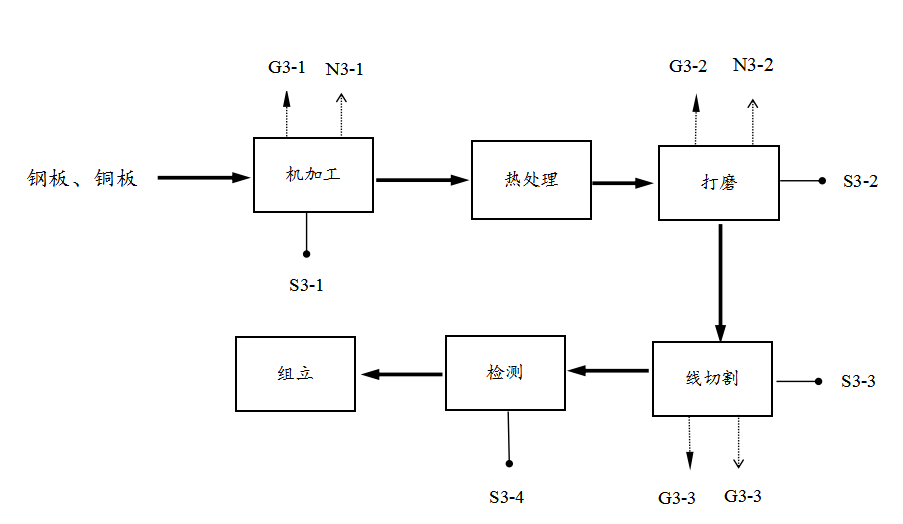 G3-1 N3-1
G3-2 N3-2
钢板、铜板
机加工
热处理
打磨
S3-2
S3-1
组立
检测
线切割
S3-3
S3-4
G3-3 G3-3